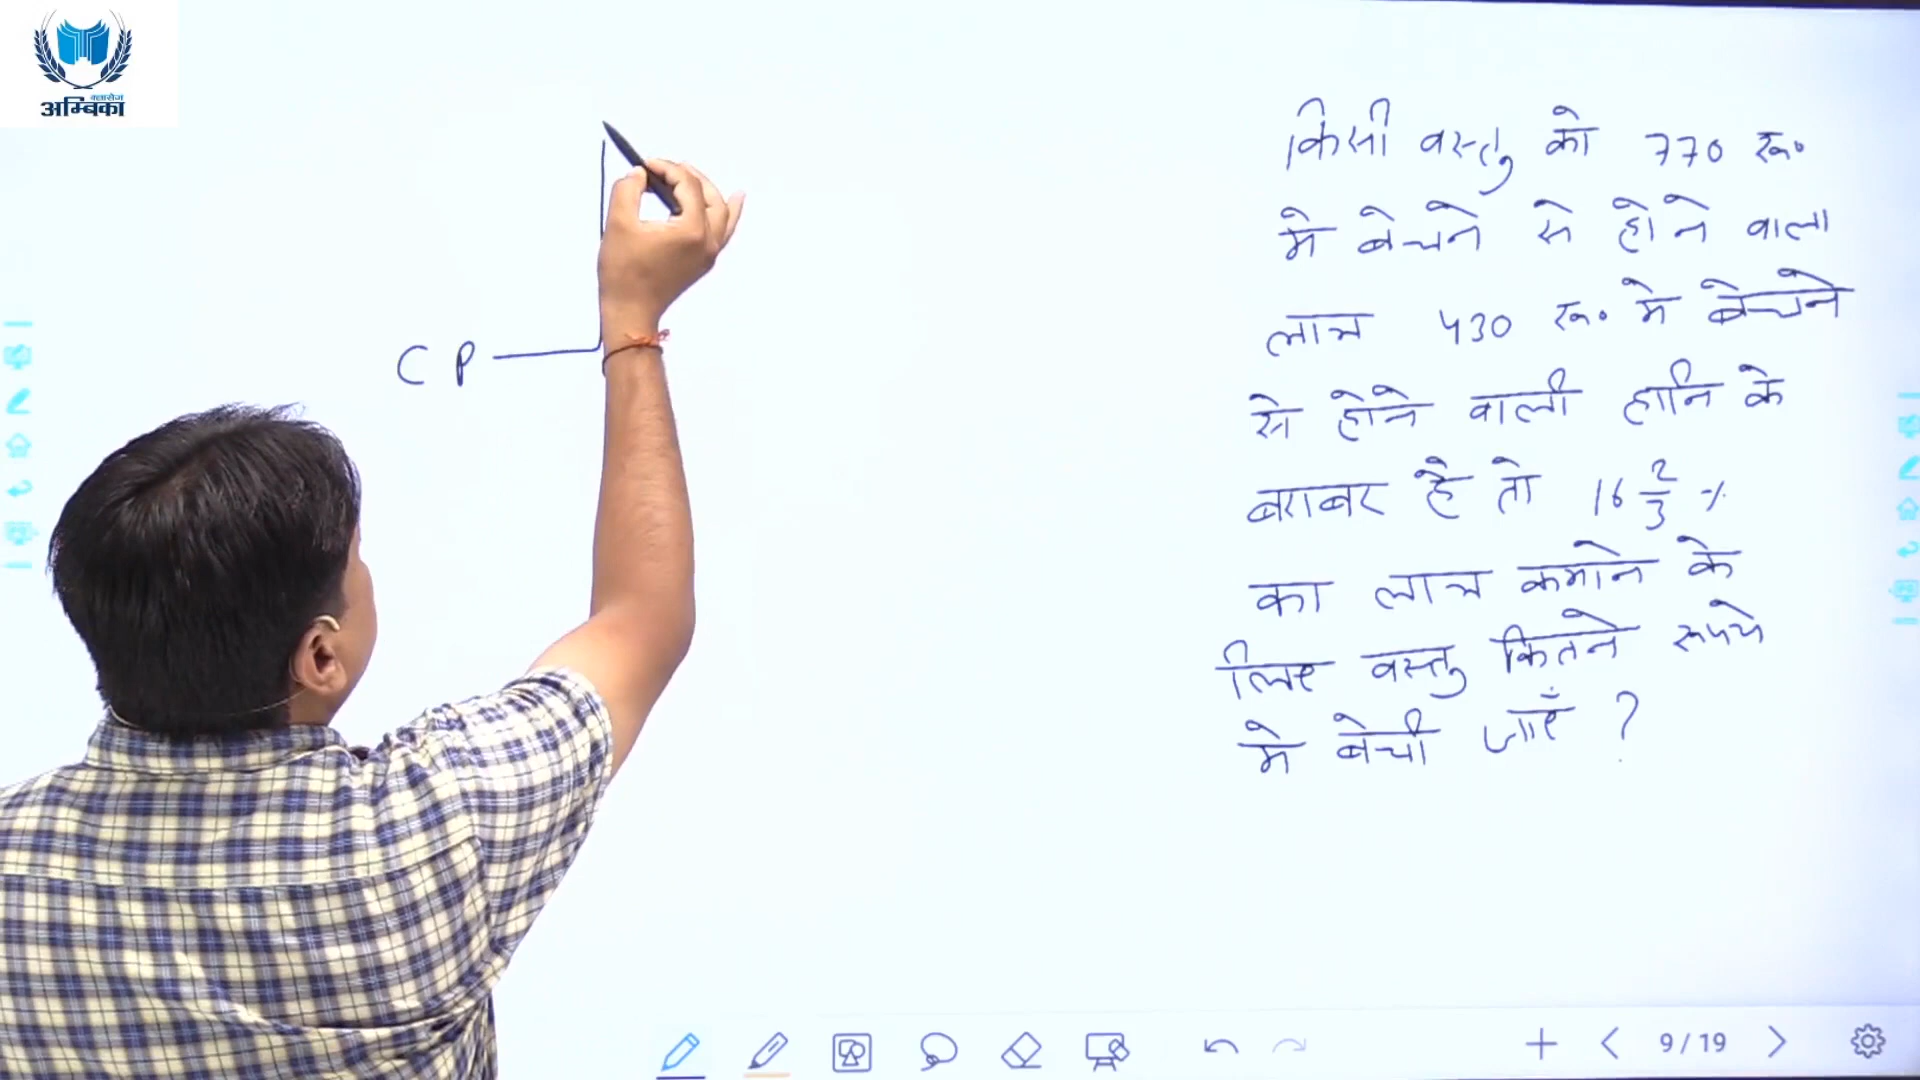 क्लासेज
अम्बिका
C P
किसी वस्तु को 770 रू०
मे बेचने से होने वाला
लाभ 430 रू० मे बेचने
से होने वाली हानि के
बराबर है तो 16 2/3 %
का लाभ कमाने के
लिए वस्तु कितने रूपये
मे बेची जाएँ ?
9/19